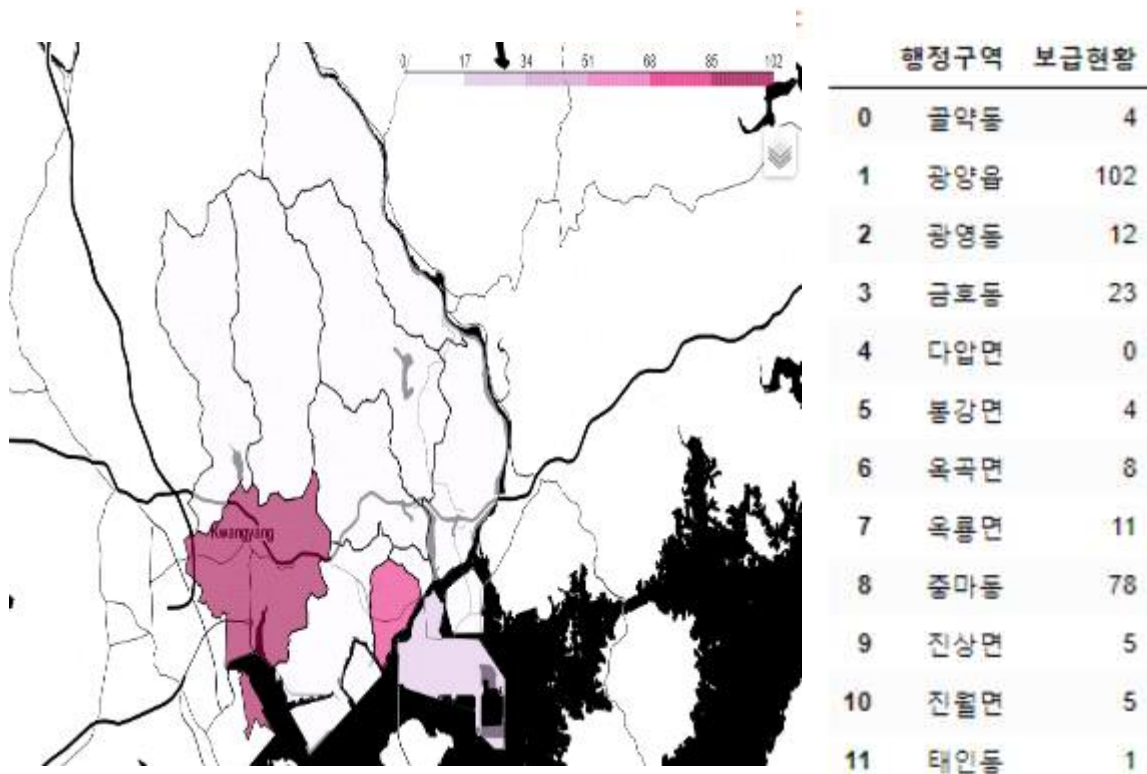 0 17 34 51 68 85 102
Kwangyang
행정구역 보급현황
0 골약동 4
1 광양읍 102
2 광영동 12
3 금호동 23
4 다압면 0
5 봉강면 4
6 옥곡면 8
7 옥룡면 11
8 중마동 78
9 진상면 5
10 진월면 5
11 태인동 1